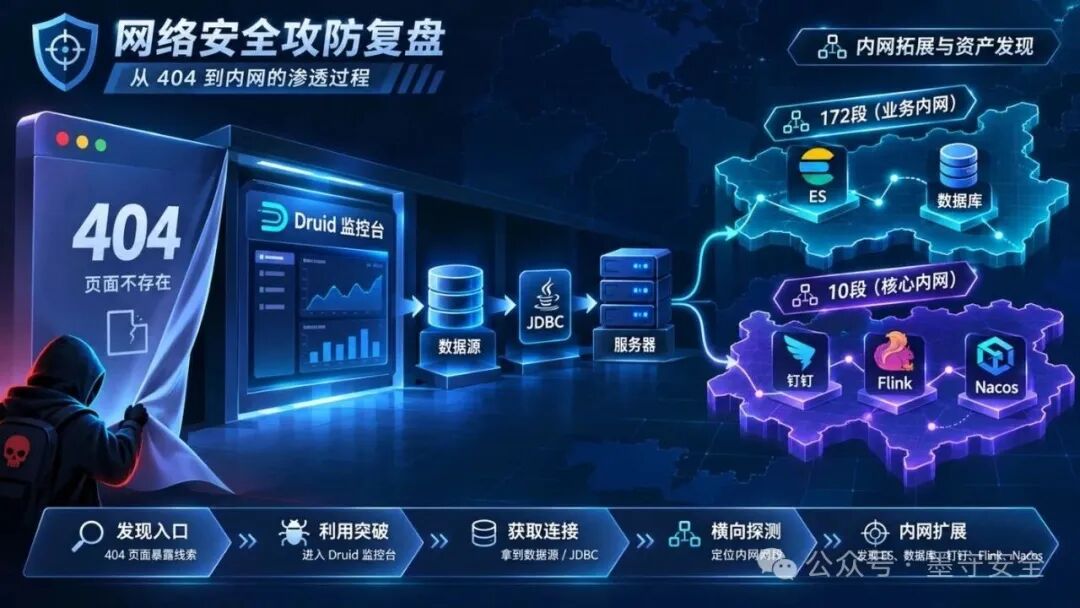 网络安全攻防复盘
从 404 到内网的渗透过程
内网拓展与资产发现
404
页面不存在
Druid 监控台
数据源
JDBC
服务器
172段（业务内网）
ES
数据库
10段（核心内网）
钉钉
Flink
Nacos
发现入口
404 页面暴露线索
利用突破
进入 Druid 监控台
获取连接
拿到数据源 / JDBC
横向探测
定位内网网段
内网扩展
发现 ES、数据库、钉钉、Flink、Nacos
公众号 · 墨守安全